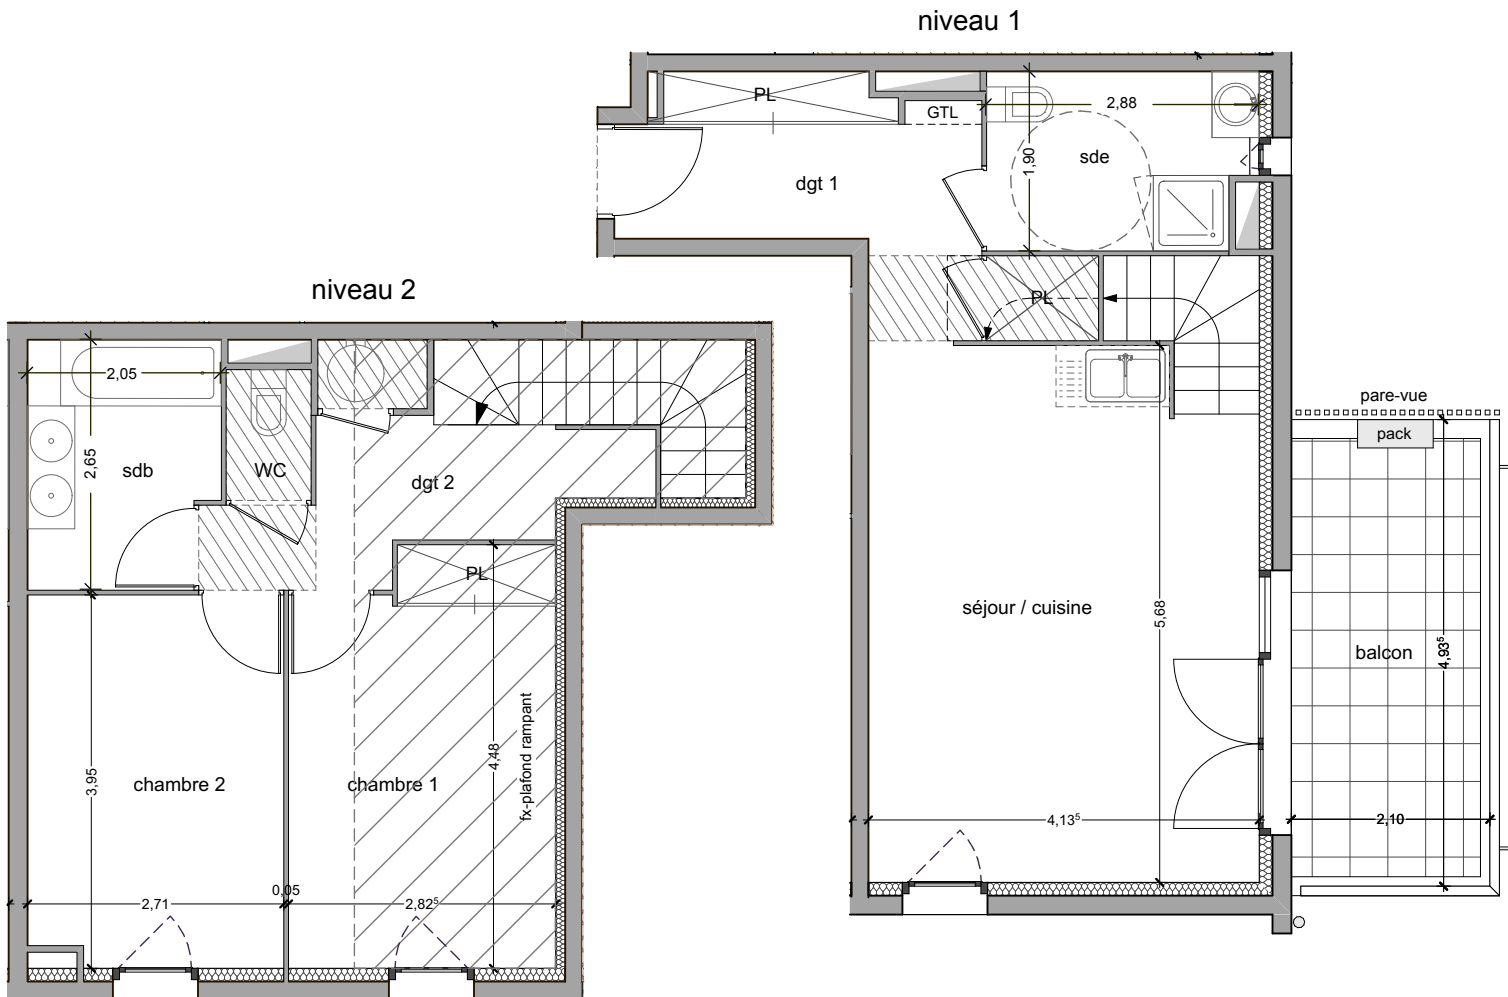 niveau 1
PL
GTL
2,88
sde
1,90
dgt 1
PL
niveau 2
2,05
2,65
sdb
WC
dgt 2
PL
pare-vue
pack
séjour / cuisine
5,68
balcon
4,93⁵
4,13⁵
2,10
chambre 2
3,95
chambre 1
4,48
fx-plafond rampant
0,05
2,71
2,82⁵